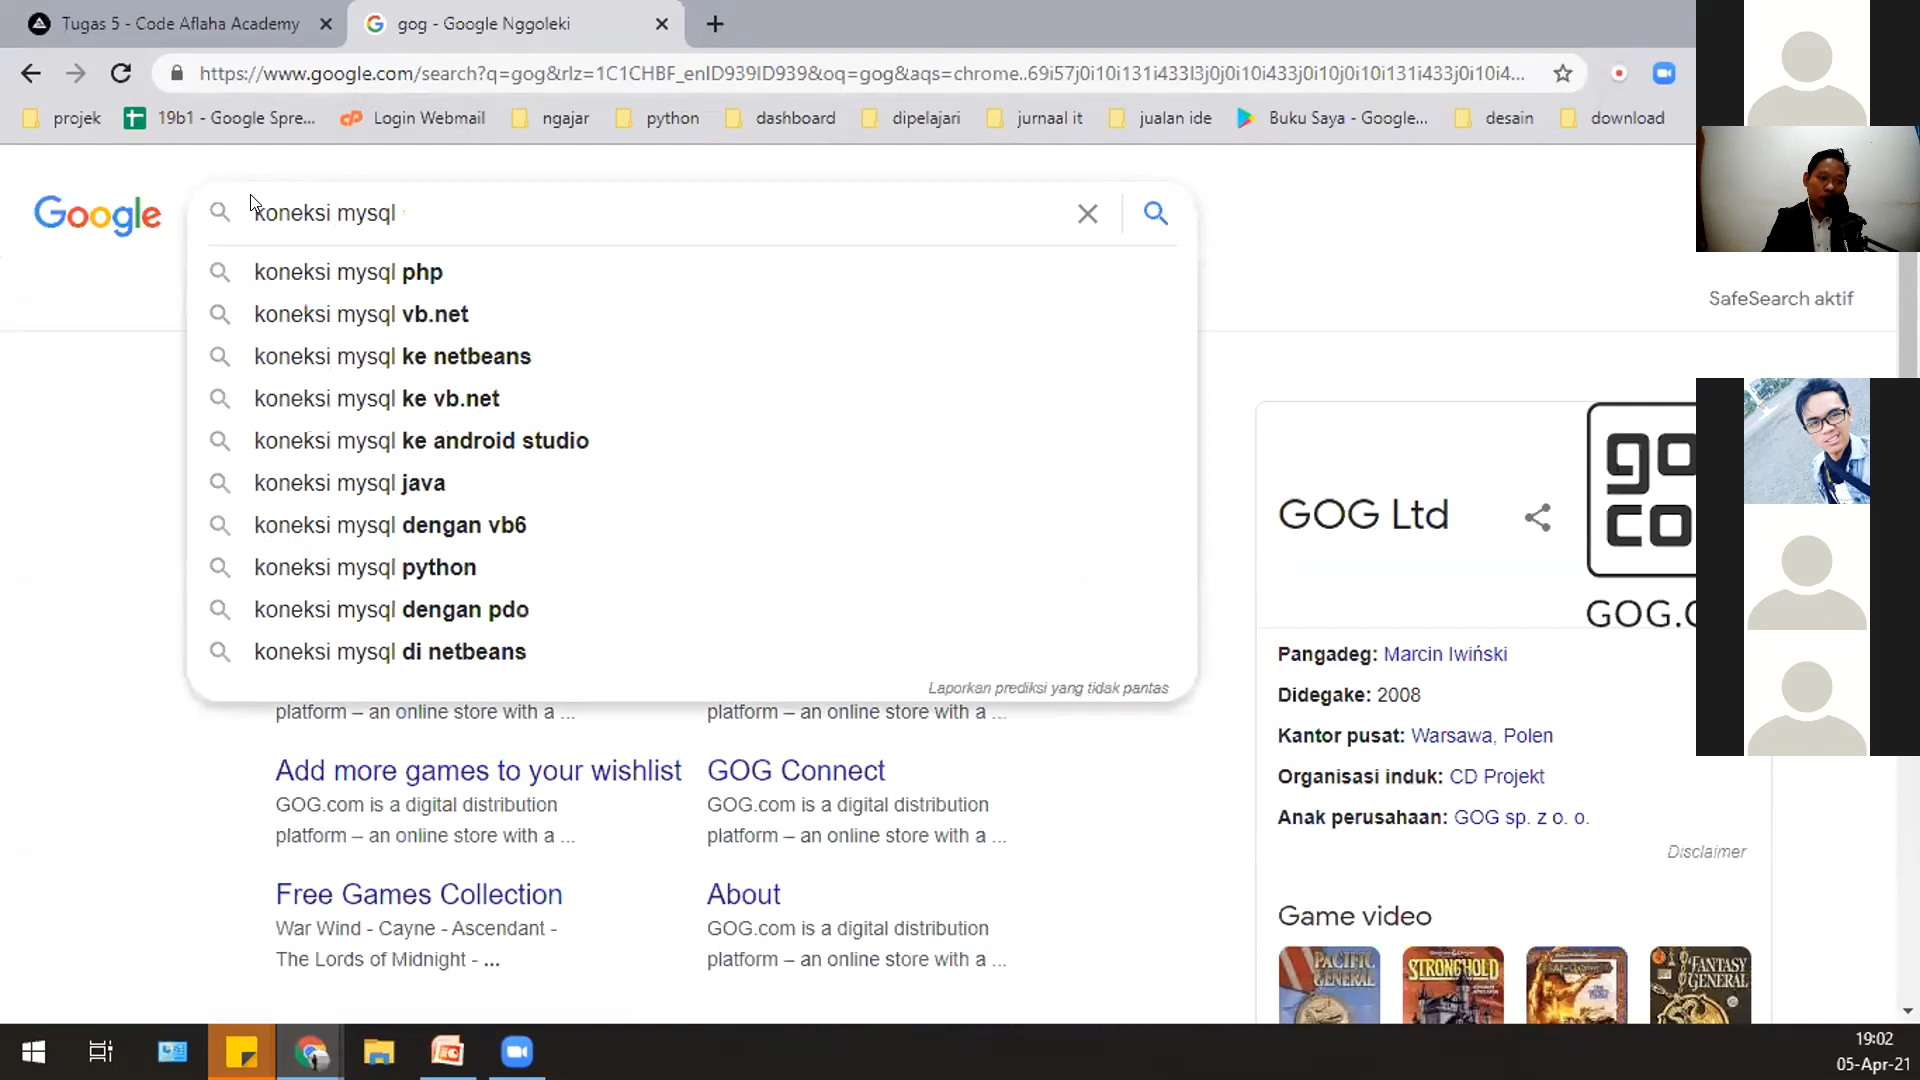 Tugas 5 - Code Aflaha Academy
gog - Google Nggoleki
https://www.google.com/search?q=gog&rlz=1C1CHBF_enID939ID939&oq=gog&aqs=chrome..69i57j0i10i131i433l3j0j0i10i433j0i10j0i10i131i433j0i10i4...
projek
19b1 - Google Spre...
Login Webmail
ngajar
python
dashboard
dipelajari
jurnaal it
jualan ide
Buku Saya - Google...
desain
download
Google
koneksi mysql
koneksi mysql php
koneksi mysql vb.net
koneksi mysql ke netbeans
koneksi mysql ke vb.net
koneksi mysql ke android studio
koneksi mysql java
koneksi mysql dengan vb6
koneksi mysql python
koneksi mysql dengan pdo
koneksi mysql di netbeans
Laporkan prediksi yang tidak pantas
SafeSearch aktif
platform – an online store with a ...
platform – an online store with a ...
Add more games to your wishlist
GOG.com is a digital distribution
platform – an online store with a ...
GOG Connect
GOG.com is a digital distribution
platform – an online store with a ...
Free Games Collection
War Wind - Cayne - Ascendant -
The Lords of Midnight - ...
About
GOG.com is a digital distribution
platform – an online store with a ...
GOG Ltd
go
co
GOG.C
Pangadeg: Marcin Iwiński
Didegake: 2008
Kantor pusat: Warsawa, Polen
Organisasi induk: CD Projekt
Anak perusahaan: GOG sp. z o. o.
Disclaimer
Game video
PACIFIC
GENERAL
STRONGHOLD
FANTASY
GENERAL
19:02
05-Apr-21